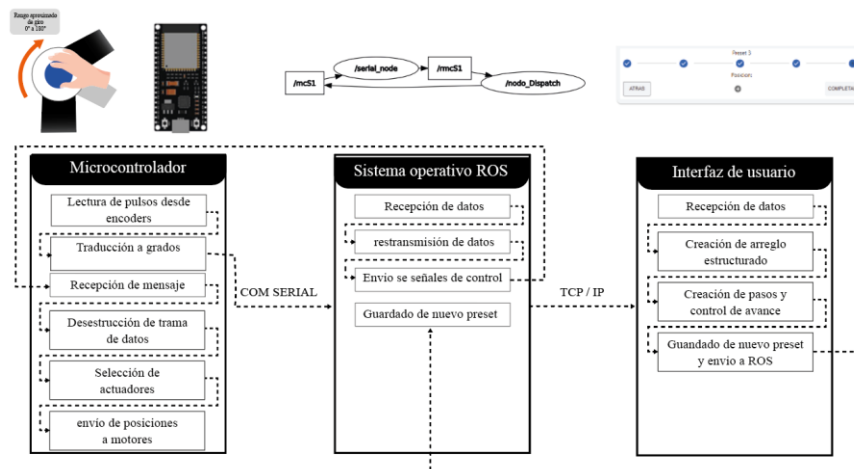 Rango aproximado
de giro
0° a 180°
/mcS1
/serial_node
/rmcS1
/nodo_Dispatch
Preset 3
Posicion:
ATRAS
COMPLETA
Microcontrolador
Lectura de pulsos desde
encoders
Traducción a grados
Recepción de mensaje
Desestrucción de trama
de datos
Selección de
actuadores
envío de posiciones
a motores
COM SERIAL
Sistema operativo ROS
Recepción de datos
restransmisión de datos
Envío se señales de control
Guardado de nuevo preset
TCP / IP
Interfaz de usuario
Recepción de datos
Creación de arreglo
estructurado
Creación de pasos y
control de avance
Guandado de nuevo preset
y envio a ROS